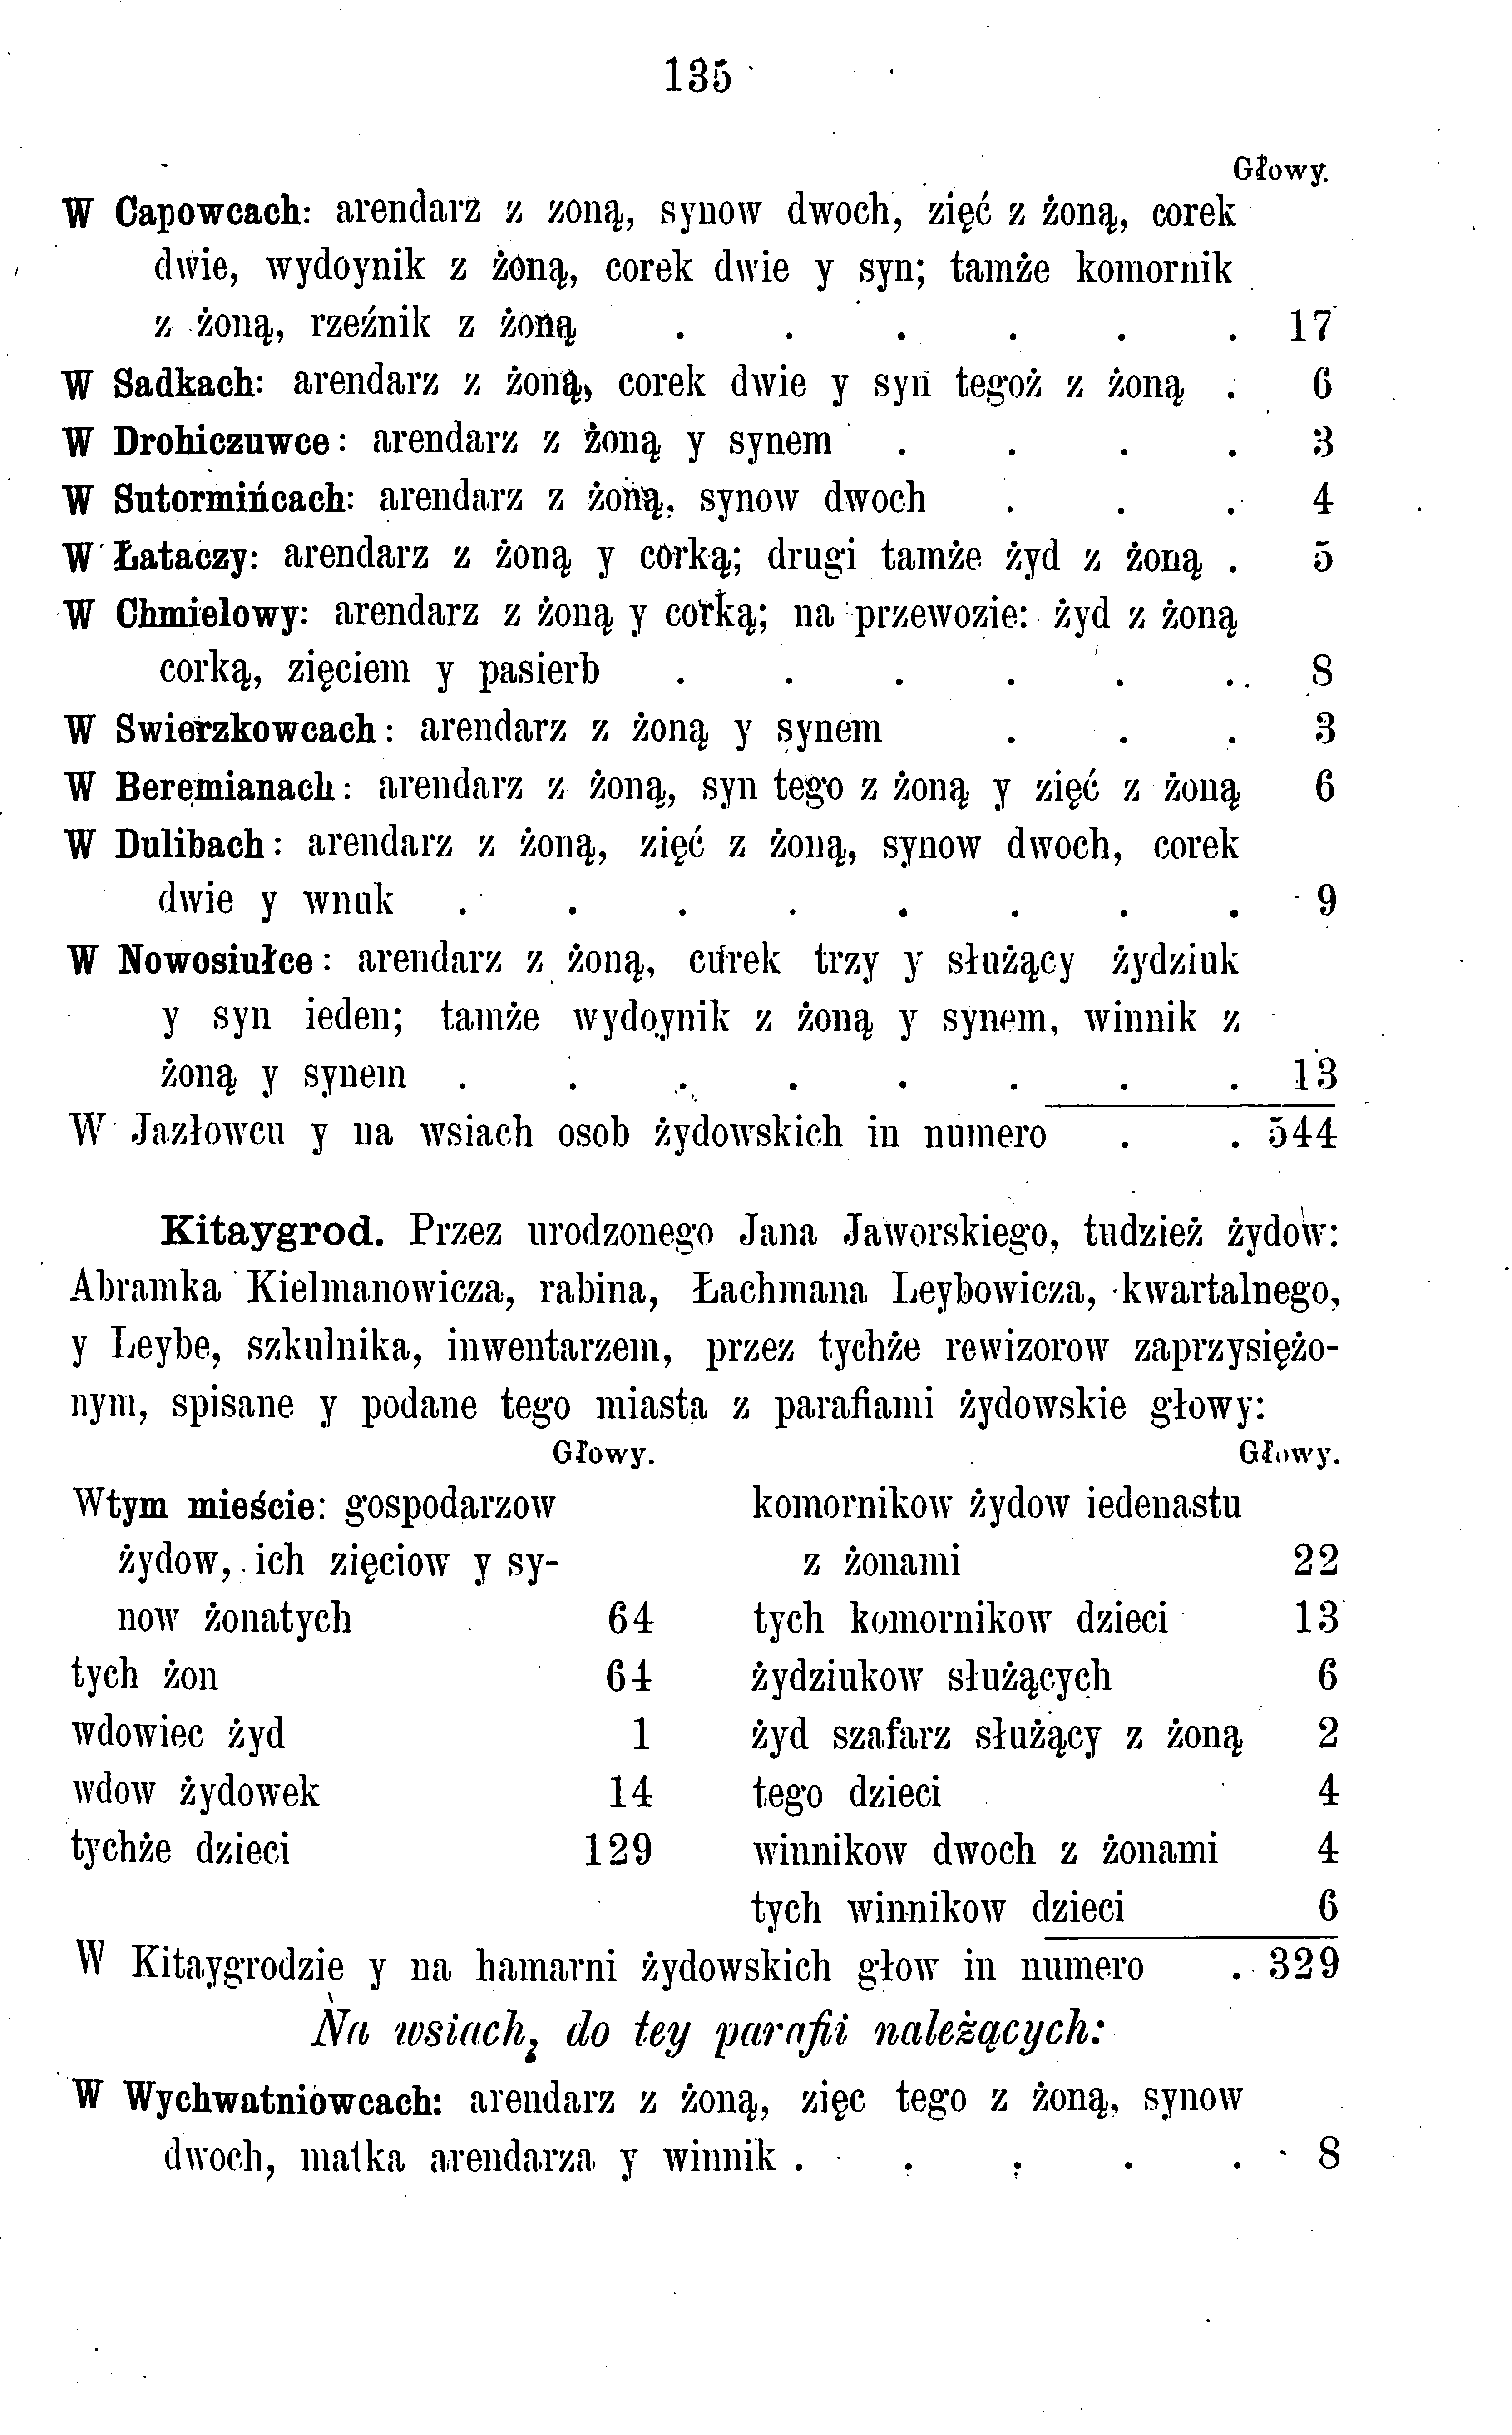 135
Głowy.
W Capowcach: arendarz z zoną, synow dwoch, zięć z żoną, corek
dwie, wydoynik z żoną, corek dwie y syn; tamże komornik
z żoną, rzeźnik z żoną . . . . . . 17
W Sadkach: arendarz z żoną, corek dwie y syn tegoż z żoną . 6
W Drohiczuwce: arendarz z żoną y synem . . . . 3
W Sutormińcach: arendarz z żoną, synow dwoch . . . 4
W Łataczy: arendarz z żoną y corką; drugi tamże żyd z żoną . 5
W Chmielowy: arendarz z żoną y corką; na przewozie: żyd z żoną
corką, zięciem y pasierb . . . . . . 8
W Swierzkowcach: arendarz z żoną y synem . . . 3
W Beremianach: arendarz z żoną, syn tego z żoną y zięć z żoną 6
W Dulibach: arendarz z żoną, zięć z żoną, synow dwoch, corek
dwie y wnuk . . . . . . . . 9
W Nowosiułce: arendarz z żoną, curek trzy y służący żydziuk
y syn ieden; tamże wydoynik z żoną y synem, winnik z
żoną y synem . . . . . . . . 13
W Jazłowcu y na wsiach osob żydowskich in numero . . 544
Kitaygrod. Przez urodzonego Jana Jaworskiego, tudzież żydow:
Abramka Kielmanowicza, rabina, Łachmana Leybowicza, kwartalnego,
y Leybe, szkulnika, inwentarzem, przez tychże rewizorow zaprzysiężo-
nym, spisane y podane tego miasta z parafiami żydowskie głowy:
Głowy.
Wtym mieście: gospodarzow
żydow, ich zięciow y sy-
now żonatych 64
tych żon 64
wdowiec żyd 1
wdow żydowek 14
tychże dzieci 129
Głowy.
komornikow żydow iedenastu
z żonami 22
tych komornikow dzieci 13
żydziukow służących 6
żyd szafarz służący z żoną 2
tego dzieci 4
winnikow dwoch z żonami 4
tych winnikow dzieci 6
W Kitaygrodzie y na hamarni żydowskich głow in numero . 329
Na wsiach, do tey parafii należących:
W Wychwatniowcach: arendarz z żoną, zięc tego z żoną, synow
dwoch, matka arendarza y winnik . . . . . 8